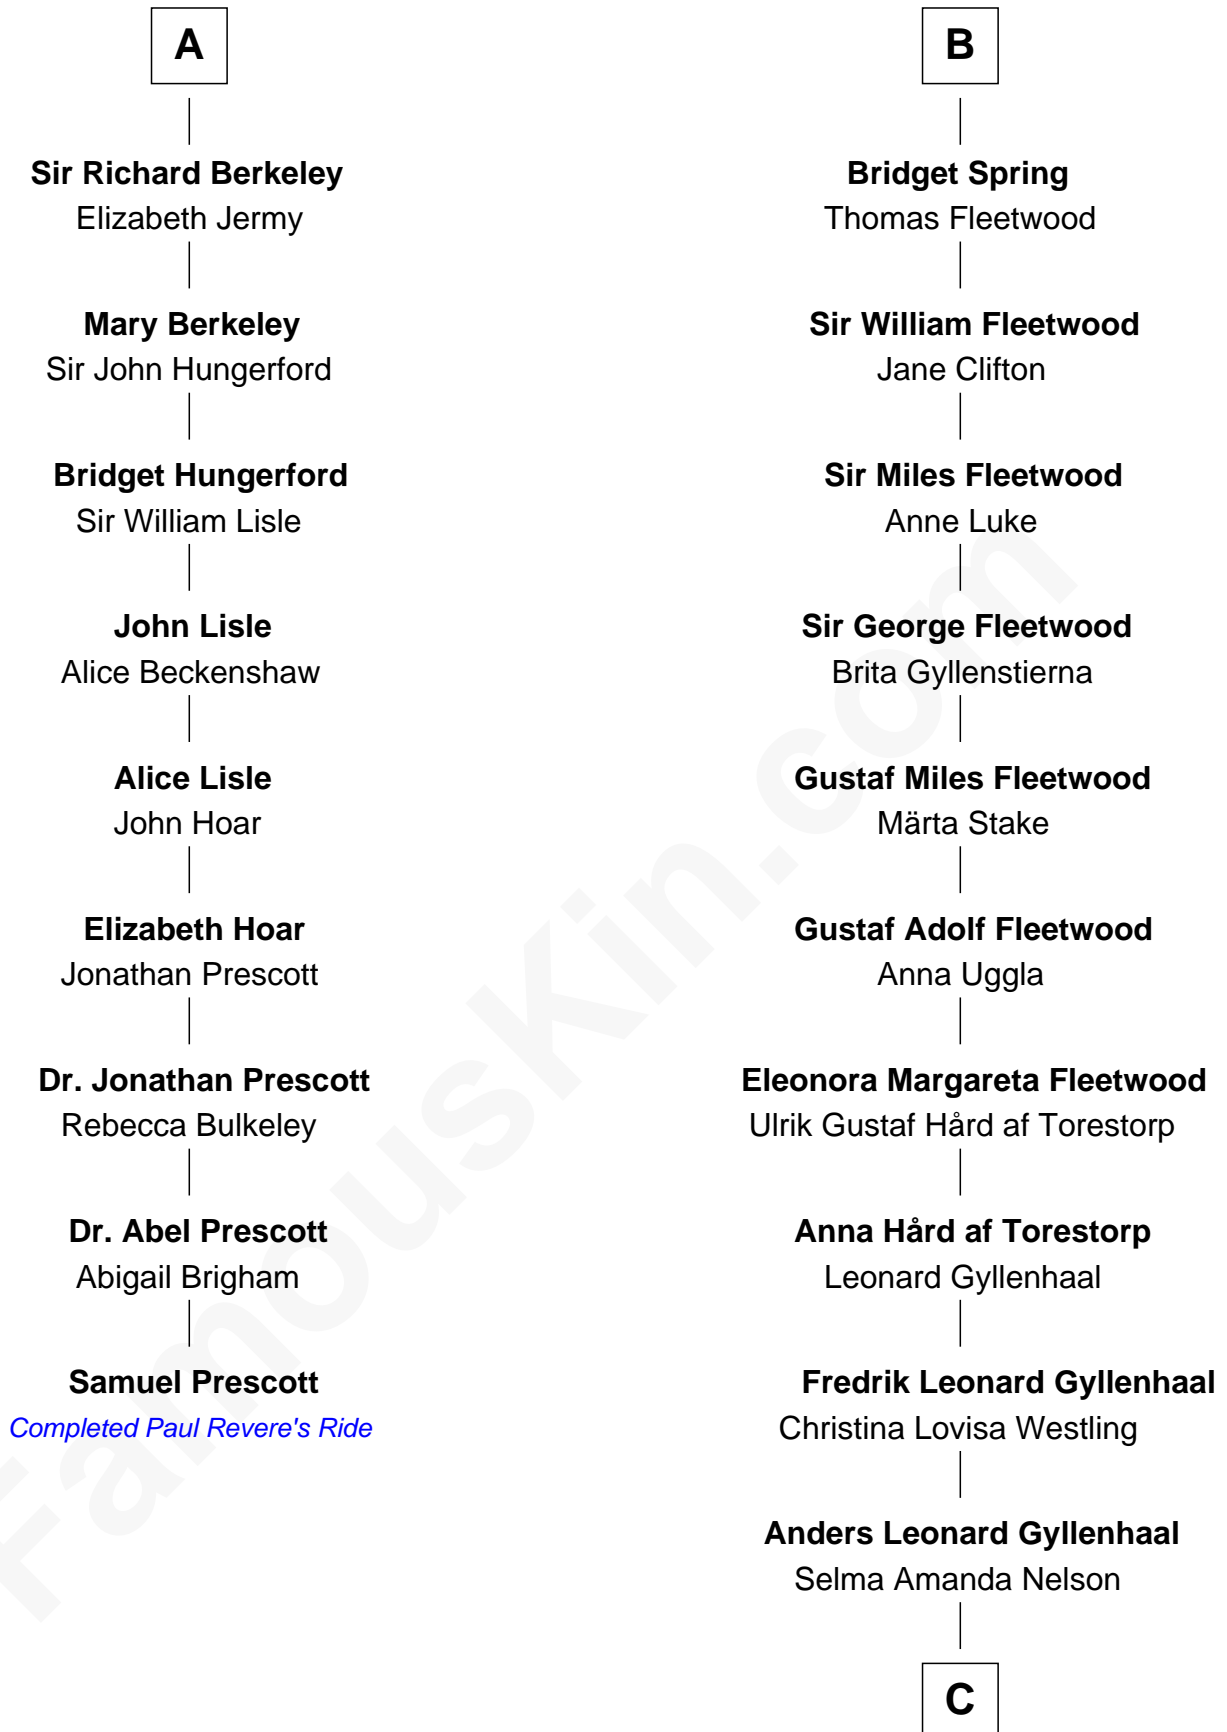 A
Sir Richard Berkeley
Elizabeth Jermy
Mary Berkeley
Sir John Hungerford
Bridget Hungerford
Sir William Lisle
John Lisle
Alice Beckenshaw
Alice Lisle
John Hoar
Elizabeth Hoar
Jonathan Prescott
Dr. Jonathan Prescott
Rebecca Bulkeley
Dr. Abel Prescott
Abigail Brigham
Samuel Prescott
Completed Paul Revere's Ride
B
Bridget Spring
Thomas Fleetwood
Sir William Fleetwood
Jane Clifton
Sir Miles Fleetwood
Anne Luke
Sir George Fleetwood
Brita Gyllenstierna
Gustaf Miles Fleetwood
Märta Stake
Gustaf Adolf Fleetwood
Anna Uggla
Eleonora Margareta Fleetwood
Ulrik Gustaf Hård af Torestorp
Anna Hård af Torestorp
Leonard Gyllenhaal
Fredrik Leonard Gyllenhaal
Christina Lovisa Westling
Anders Leonard Gyllenhaal
Selma Amanda Nelson
C
FamousKin.com